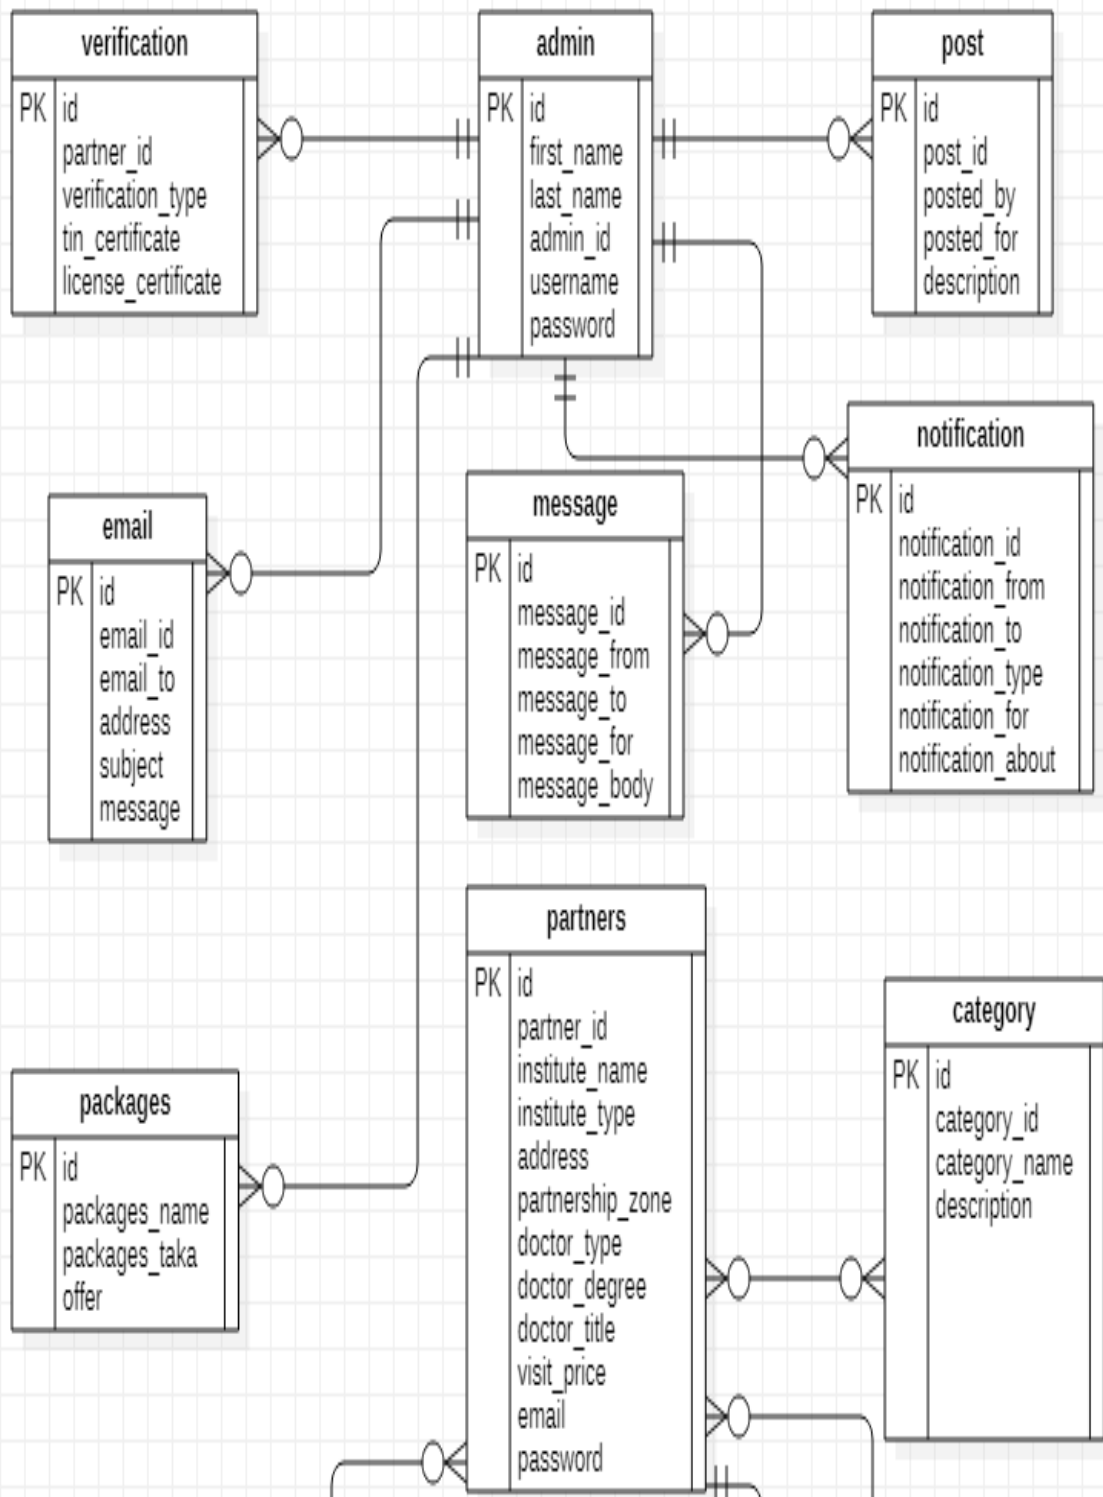 verification
PK id
partner_id
verification_type
tin_certificate
license_certificate
admin
PK id
first_name
last_name
admin_id
username
password
post
PK id
post_id
posted_by
posted_for
description
notification
PK id
notification_id
notification_from
notification_to
notification_type
notification_for
notification_about
email
PK id
email_id
email_to
address
subject
message
message
PK id
message_id
message_from
message_to
message_for
message_body
partners
PK id
partner_id
institute_name
institute_type
address
partnership_zone
doctor_type
doctor_degree
doctor_title
visit_price
email
password
category
PK id
category_id
category_name
description
packages
PK id
packages_name
packages_taka
offer